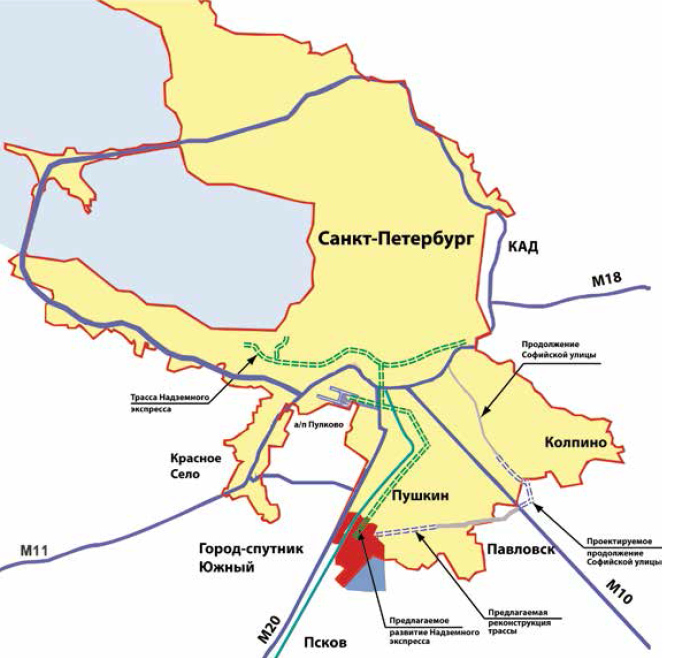 Санкт-Петербург
КАД
М18
Продолжение
Софийской улицы
Трасса Надземного
экспресса
а/п Пулково
Колпино
Красное
Село
Пушкин
М11
Город-спутник
Южный
Павловск
Проектируемое
продолжение
Софийской улицы
М10
М20
Псков
Предлагаемое
развитие Надземного
экспресса
Предлагаемая
реконструкция
трассы